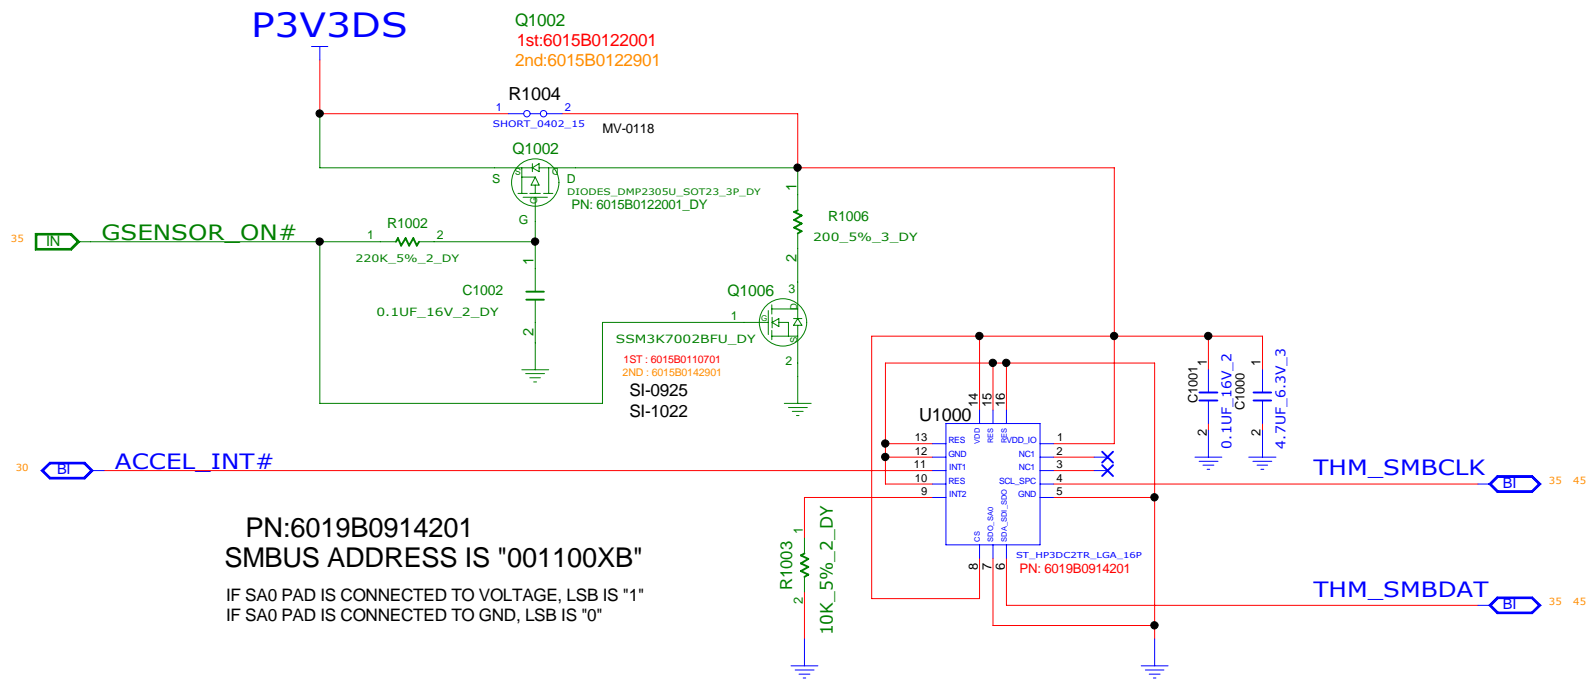 P3V3DS
Q1002
1st:6015B0122001
2nd:6015B0122901
R1004
1
2
SHORT_0402_15
MV-0118
Q1002
S
S
D
D
DIODES_DMP2305U_SOT23_3P_DY
PN: 6015B0122001_DY
G
G
35
IN
GSENSOR_ON#
R1002
1
2
220K_5%_2_DY
1
C1002
0.1UF_16V_2_DY
2
1
R1006
200_5%_3_DY
2
Q1006
3
D
1
G
S
SSM3K7002BFU_DY
2
1ST : 6015B0110701
2ND : 6015B0142901
SI-0925
SI-1022
C1001
1
2
0.1UF_16V_2
C1000
1
2
4.7UF_6.3V_3
U1000
14
15
16
VDD
RES
RES
13
RES
VDD_IO
1
12
GND
NC1
2
11
INT1
NC1
3
10
RES
SCL_SPC
4
9
INT2
GND
5
CS
SDO_SA0
SDA_SDI_SDO
8
7
6
ST_HP3DC2TR_LGA_16P
PN: 6019B0914201
30
BI
ACCEL_INT#
THM_SMBCLK
BI
35
45
THM_SMBDAT
BI
35
45
R1003
1
2
10K_5%_2_DY
PN:6019B0914201
SMBUS ADDRESS IS "001100XB"
IF SA0 PAD IS CONNECTED TO VOLTAGE, LSB IS "1"
IF SA0 PAD IS CONNECTED TO GND, LSB IS "0"